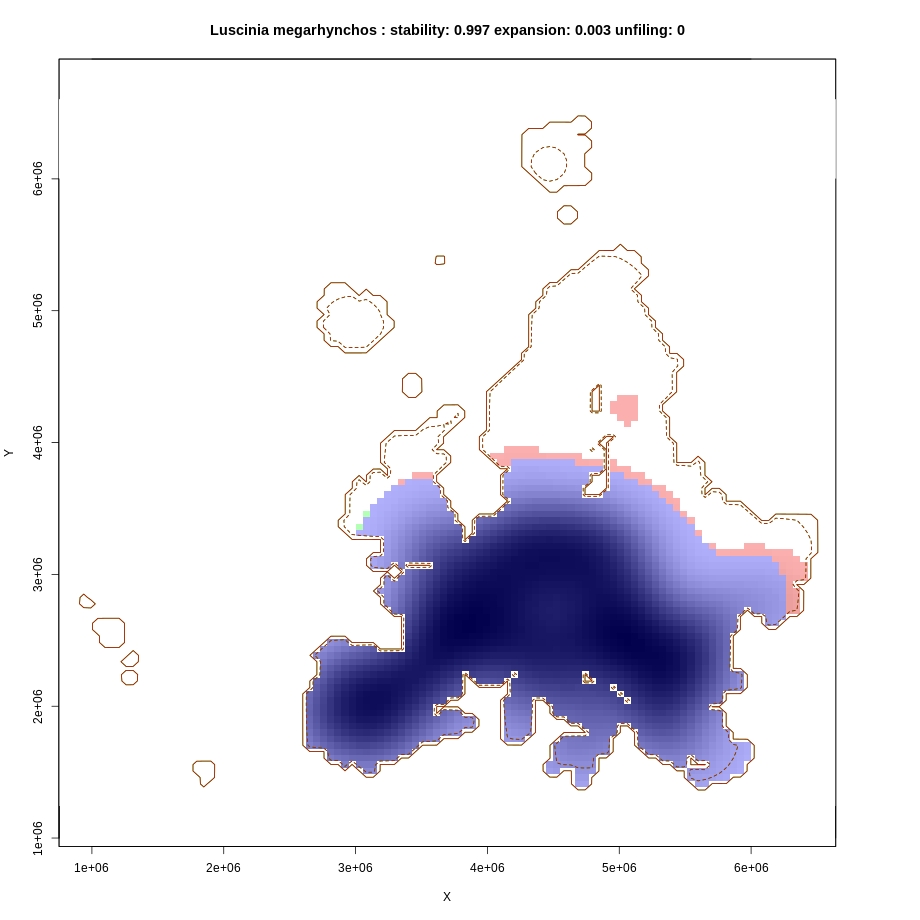 Luscinia megarhynchos : stability: 0.997 expansion: 0.003 unfiling: 0
6e+06
5e+06
4e+06
3e+06
2e+06
1e+06
Y
1e+06 2e+06 3e+06 4e+06 5e+06 6e+06
X